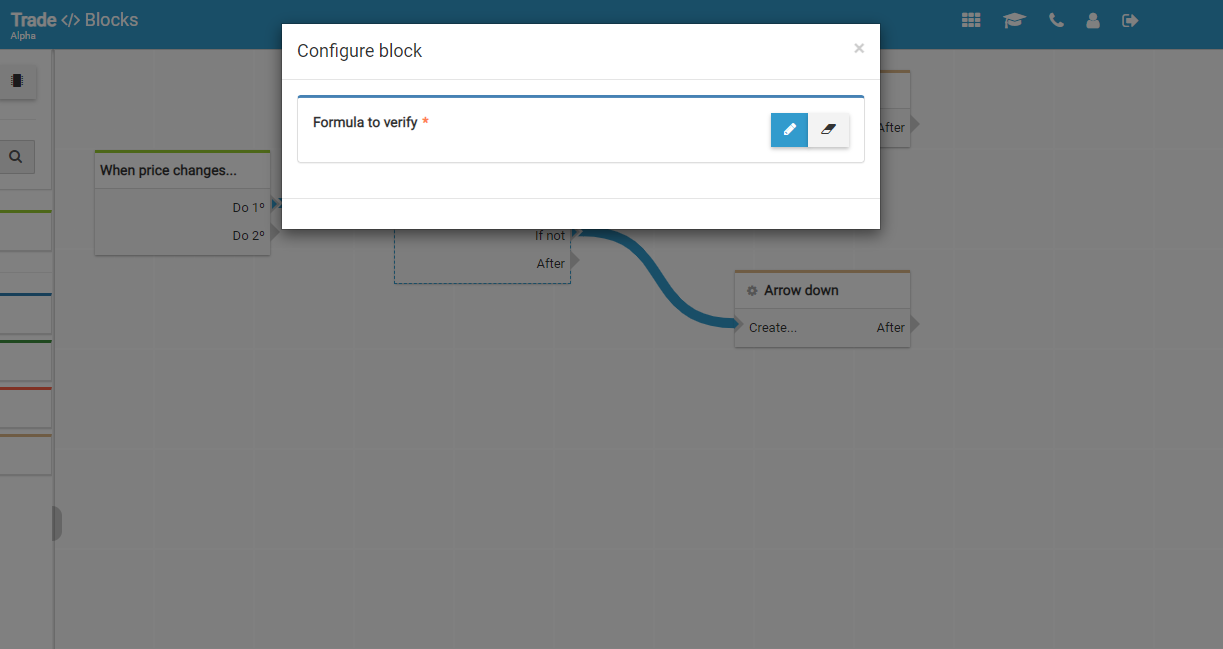 Trade </> Blocks
Alpha
Configure block
×
Formula to verify *
After
When price changes...
Do 1º
Do 2º
If not
After
Arrow down
Create...
After